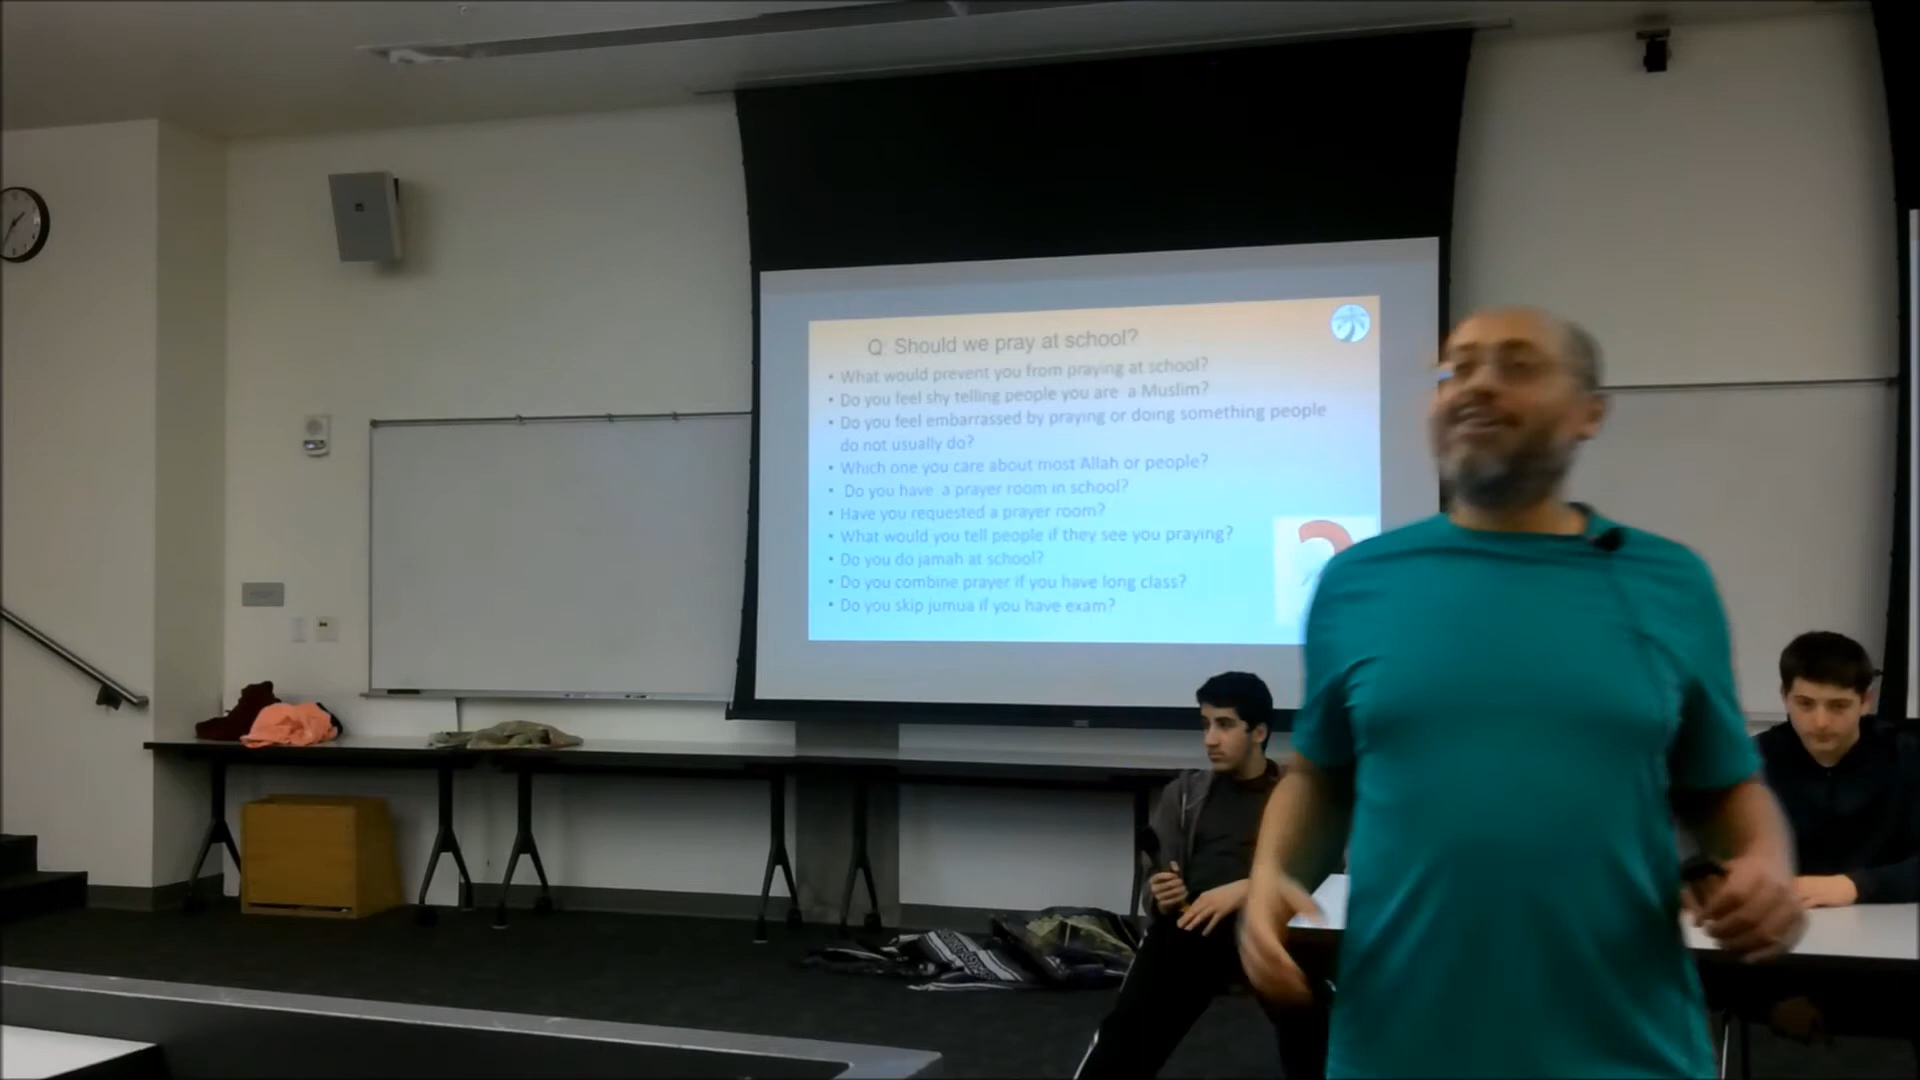 Q: Should we pray at school?
• What would prevent you from praying at school?
• Do you feel shy telling people you are a Muslim?
• Do you feel embarrassed by praying or doing something people
do not usually do?
• Which one you care about most Allah or people?
• Do you have a prayer room in school?
• Have you requested a prayer room?
• What would you tell people if they see you praying?
• Do you do jamah at school?
• Do you combine prayer if you have long class?
• Do you skip jumua if you have exam?